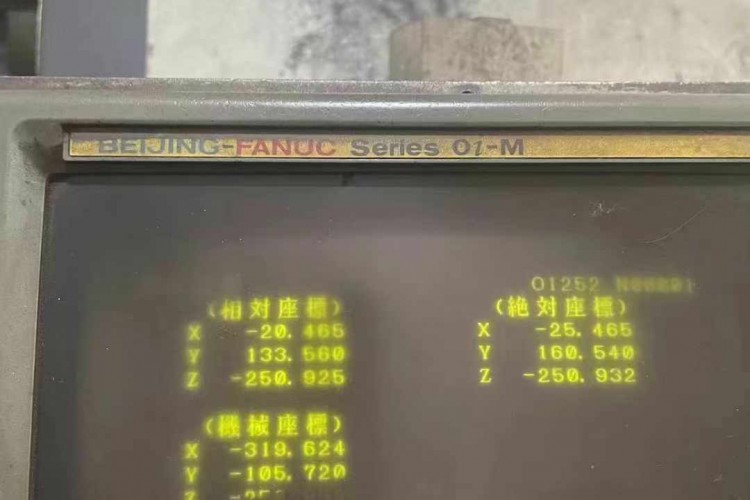 BEIJING-FANUC Series 0i-M
O1252
(相対座標)
X -20.465
Y 133.560
Z -250.925
(絶対座標)
X -25.465
Y 160.540
Z -250.932
(機械座標)
X -319.624
Y -105.720